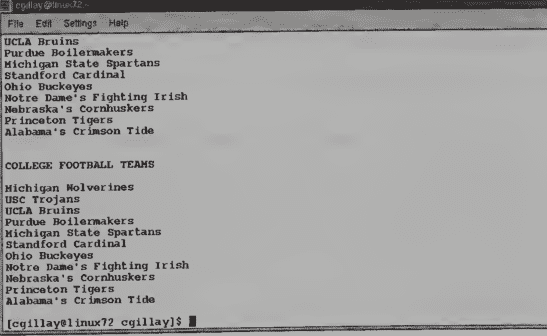 cgillay@linux72:~
File Edit Settings Help
UCLA Bruins
Purdue Boilermakers
Michigan State Spartans
Standford Cardinal
Ohio Buckeyes
Notre Dame's Fighting Irish
Nebraska's Cornhuskers
Princeton Tigers
Alabama's Crimson Tide
COLLEGE FOOTBALL TEAMS
Michigan Wolverines
USC Trojans
UCLA Bruins
Purdue Boilermakers
Michigan State Spartans
Standford Cardinal
Ohio Buckeyes
Notre Dame's Fighting Irish
Nebraska's Cornhuskers
Princeton Tigers
Alabama's Crimson Tide
[cgillay@linux72 cgillay]$